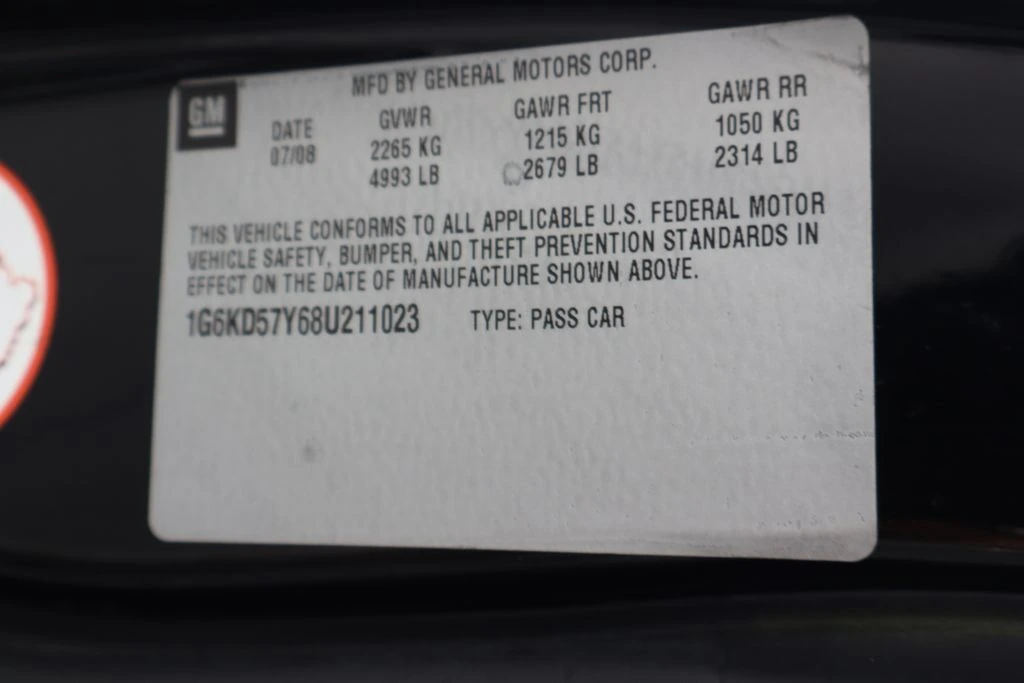 MFD BY GENERAL MOTORS CORP.
GM
DATE GVWR GAWR FRT GAWR RR
07/08 2265 KG 1215 KG 1050 KG
4993 LB 2679 LB 2314 LB
THIS VEHICLE CONFORMS TO ALL APPLICABLE U.S. FEDERAL MOTOR
VEHICLE SAFETY, BUMPER, AND THEFT PREVENTION STANDARDS IN
EFFECT ON THE DATE OF MANUFACTURE SHOWN ABOVE.
1G6KD57Y68U211023 TYPE: PASS CAR